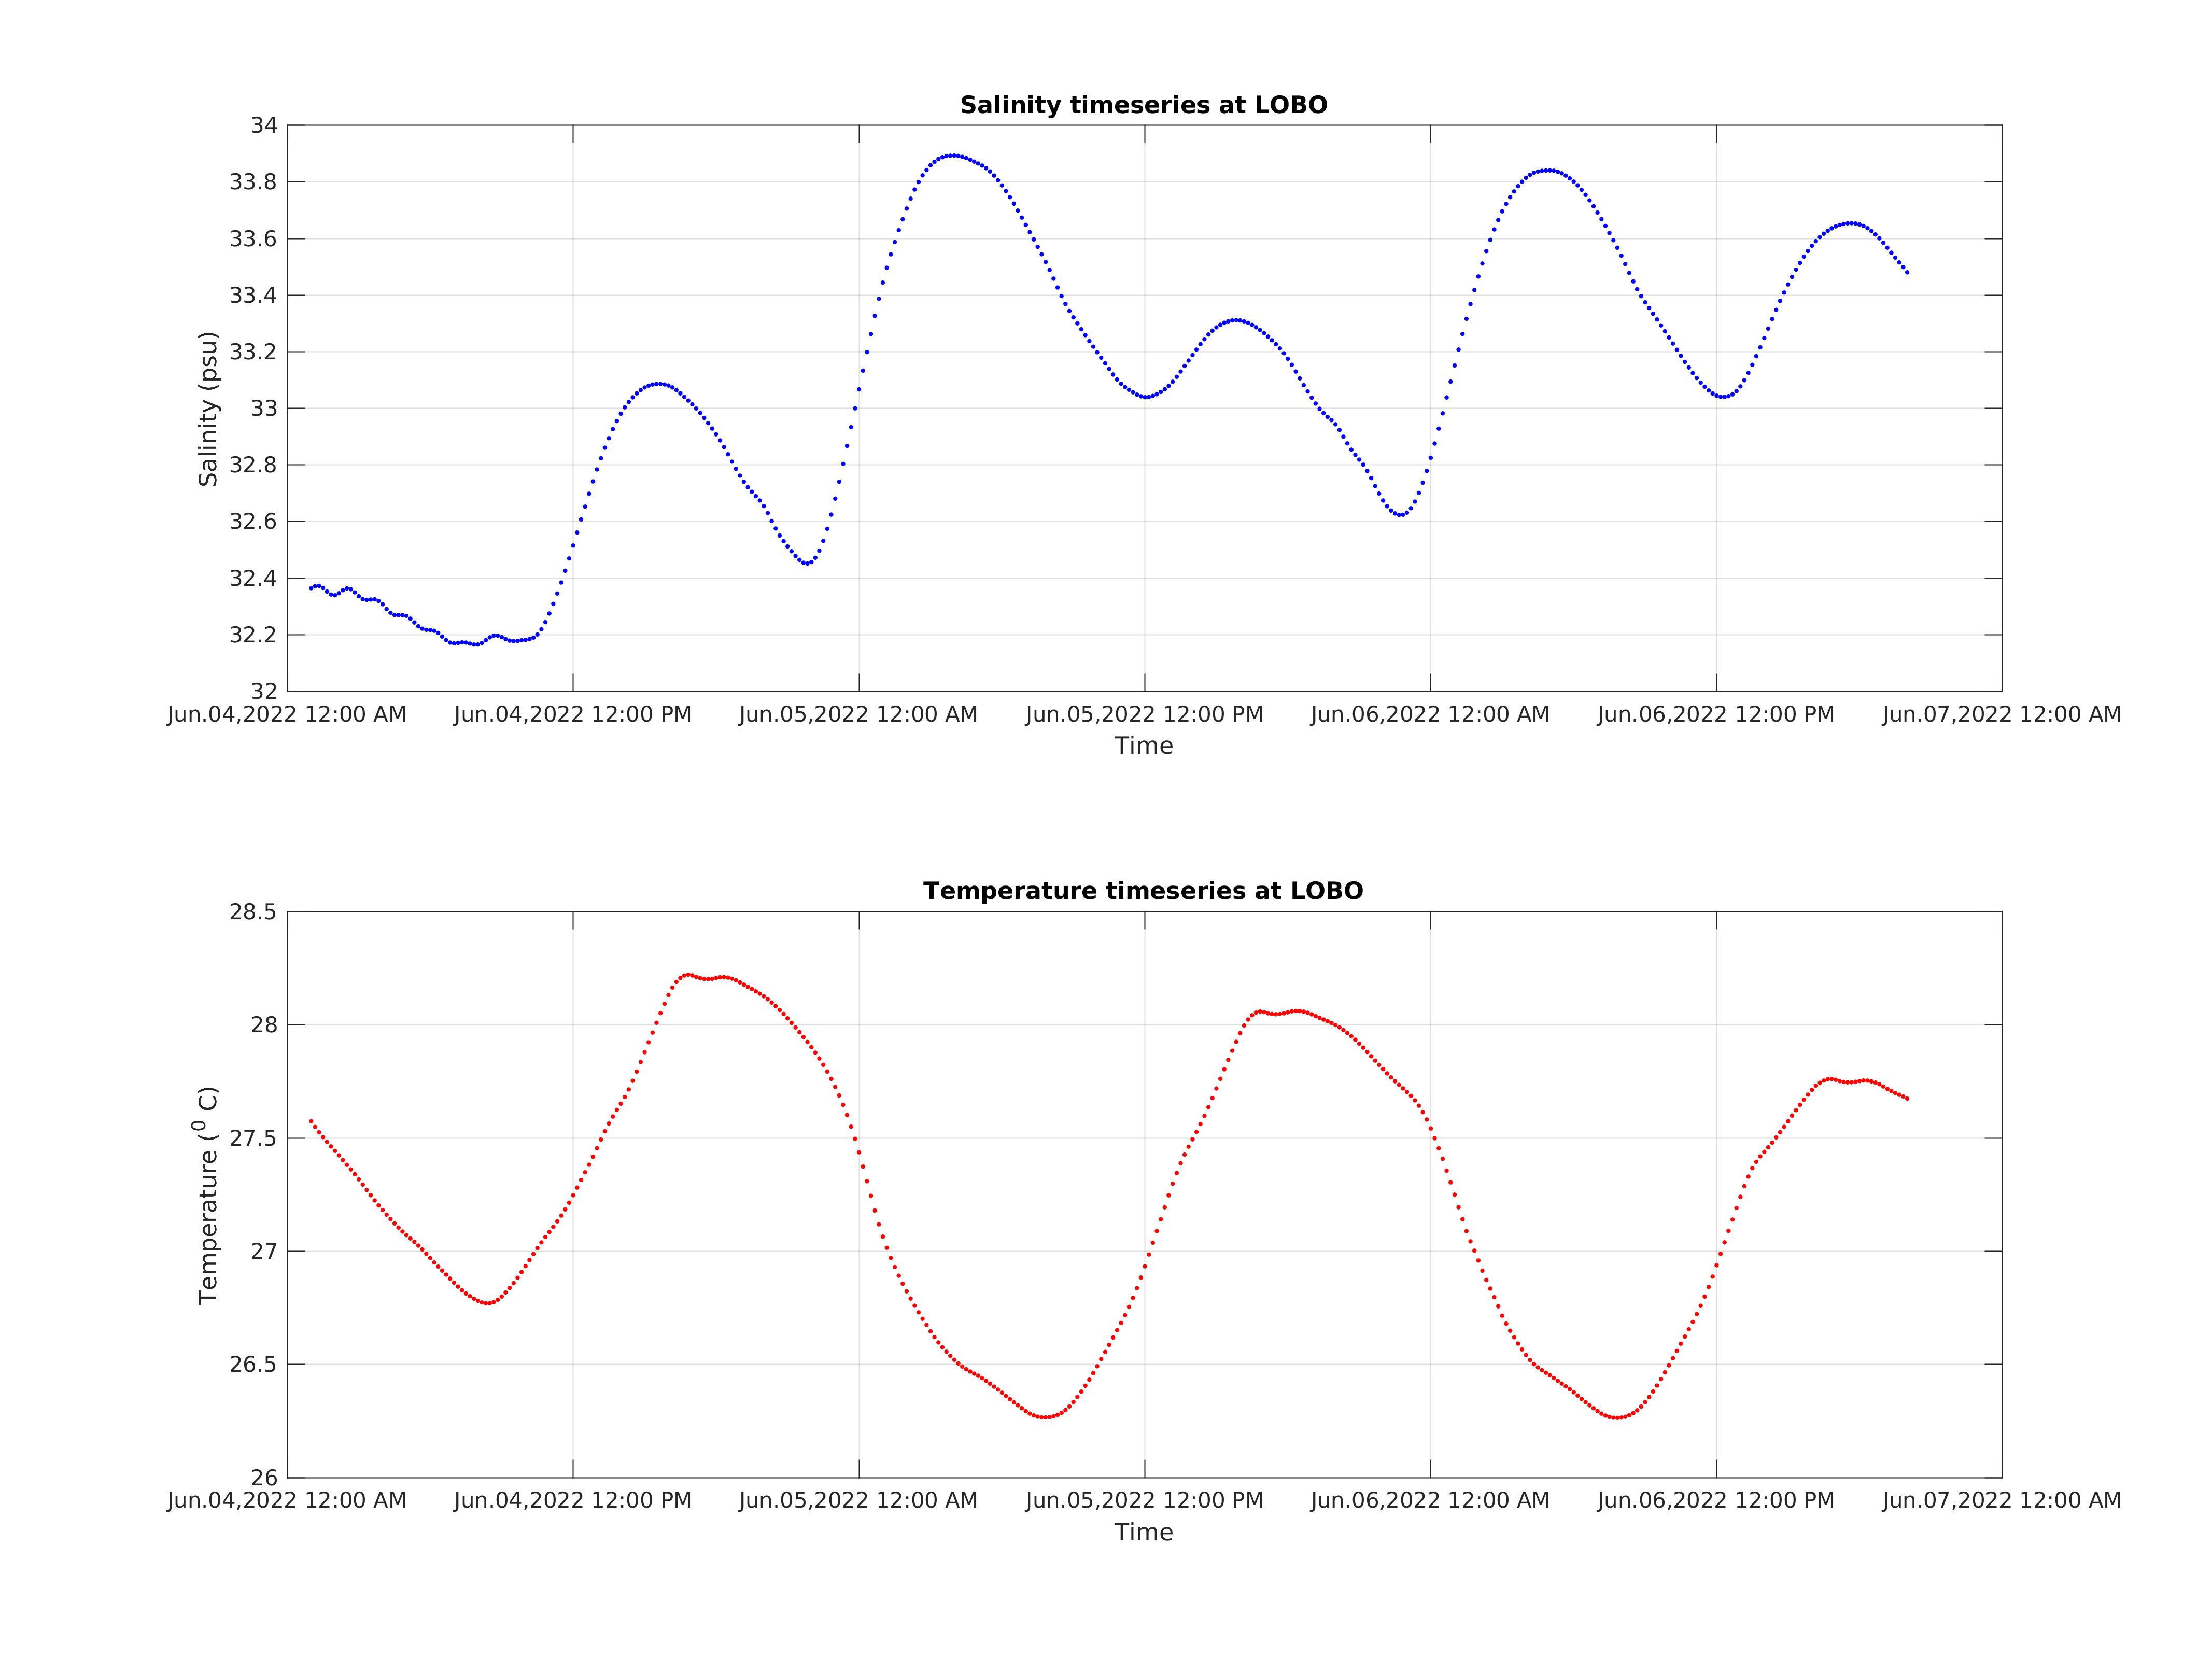 Salinity timeseries at LOBO
34
33.8
33.6
33.4
33.2
33
32.8
32.6
32.4
32.2
32
Salinity (psu)
Jun.04,2022 12:00 AM Jun.04,2022 12:00 PM Jun.05,2022 12:00 AM Jun.05,2022 12:00 PM Jun.06,2022 12:00 AM Jun.06,2022 12:00 PM Jun.07,2022 12:00 AM
Time
Temperature timeseries at LOBO
28.5
28
27.5
27
26.5
26
Temperature (⁰ C)
Jun.04,2022 12:00 AM Jun.04,2022 12:00 PM Jun.05,2022 12:00 AM Jun.05,2022 12:00 PM Jun.06,2022 12:00 AM Jun.06,2022 12:00 PM Jun.07,2022 12:00 AM
Time